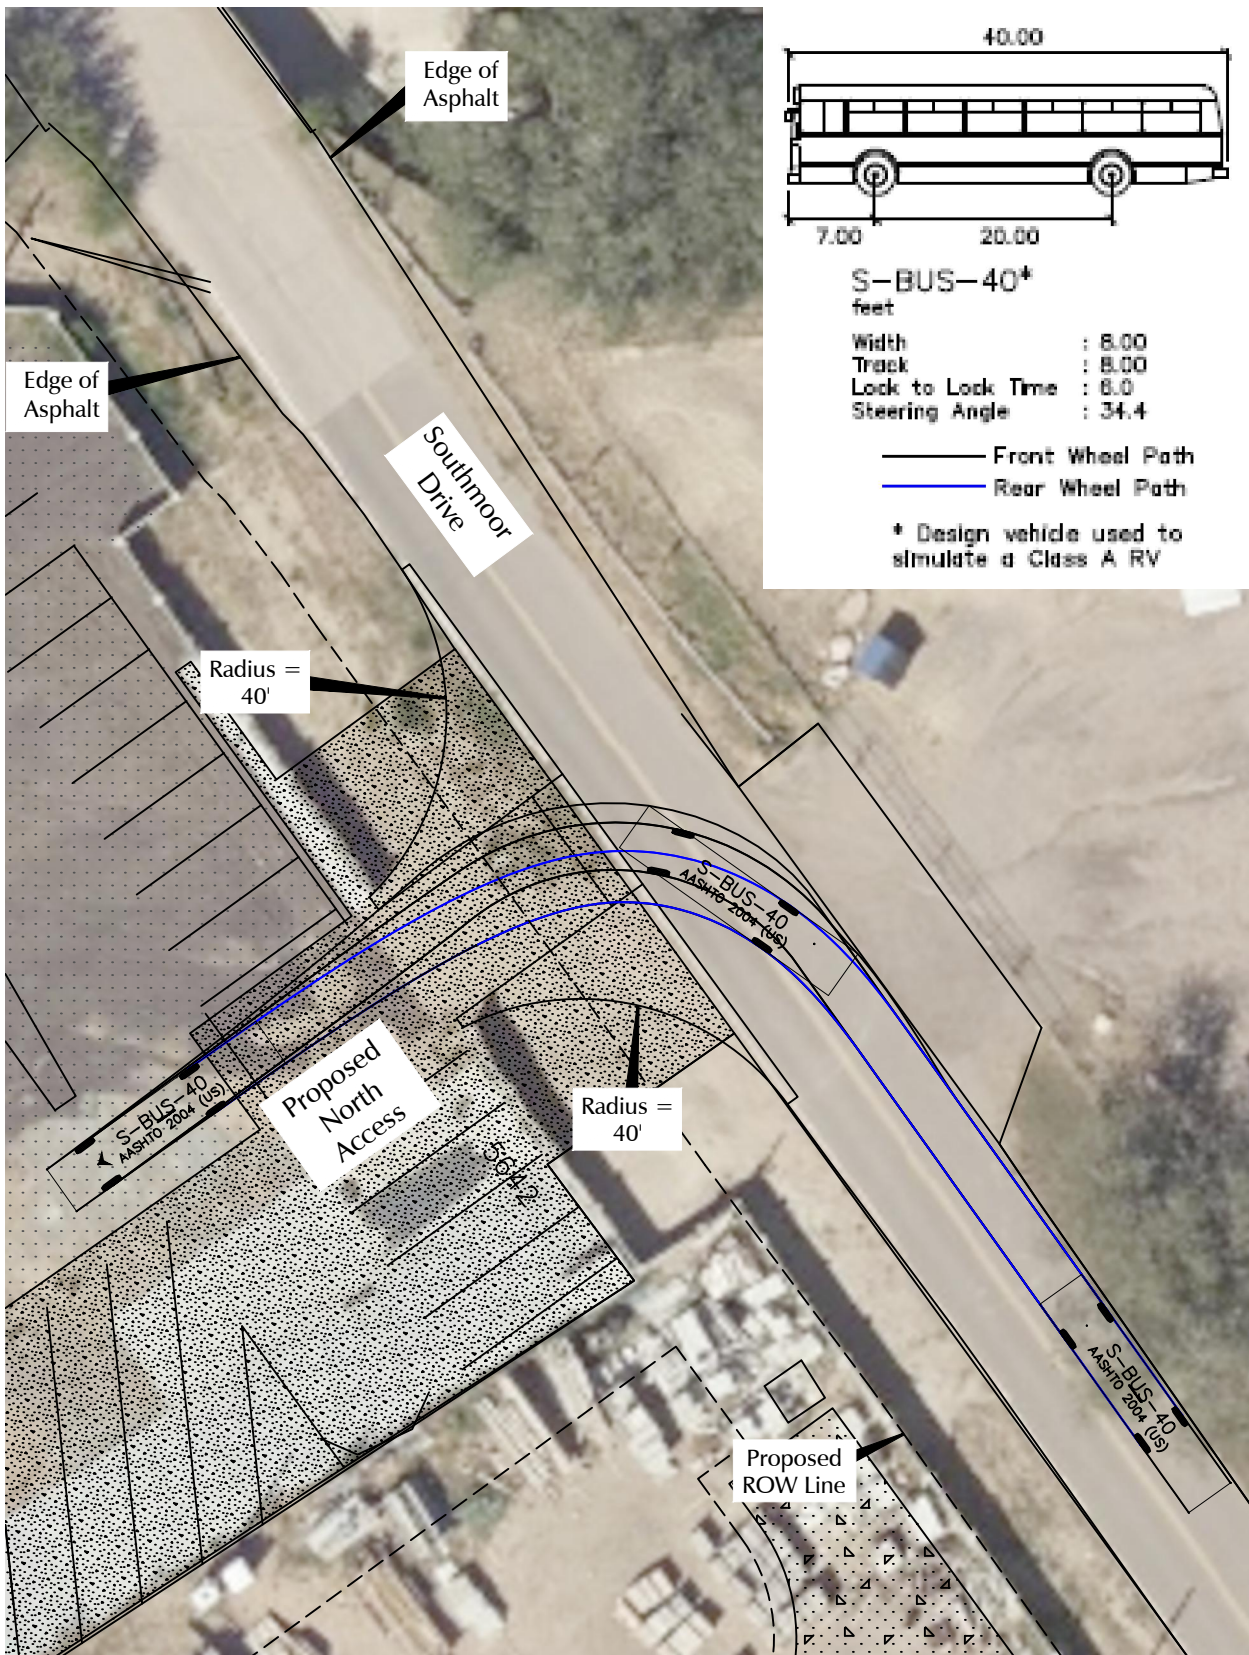 Edge of
Asphalt
40.00
7.00
20.00
S-BUS-40*
feet
Width : 8.00
Track : 8.00
Lock to Lock Time : 6.0
Steering Angle : 34.4
Front Wheel Path
Rear Wheel Path
* Design vehicle used to
simulate a Class A RV
Edge of
Asphalt
Southmoor
Drive
Radius =
40'
S-BUS-40
AASHTO 2004 (US)
Proposed
North
Access
S-BUS-40
AASHTO 2004 (US)
Radius =
40'
5642
S-BUS-40
AASHTO 2004 (US)
Proposed
ROW Line